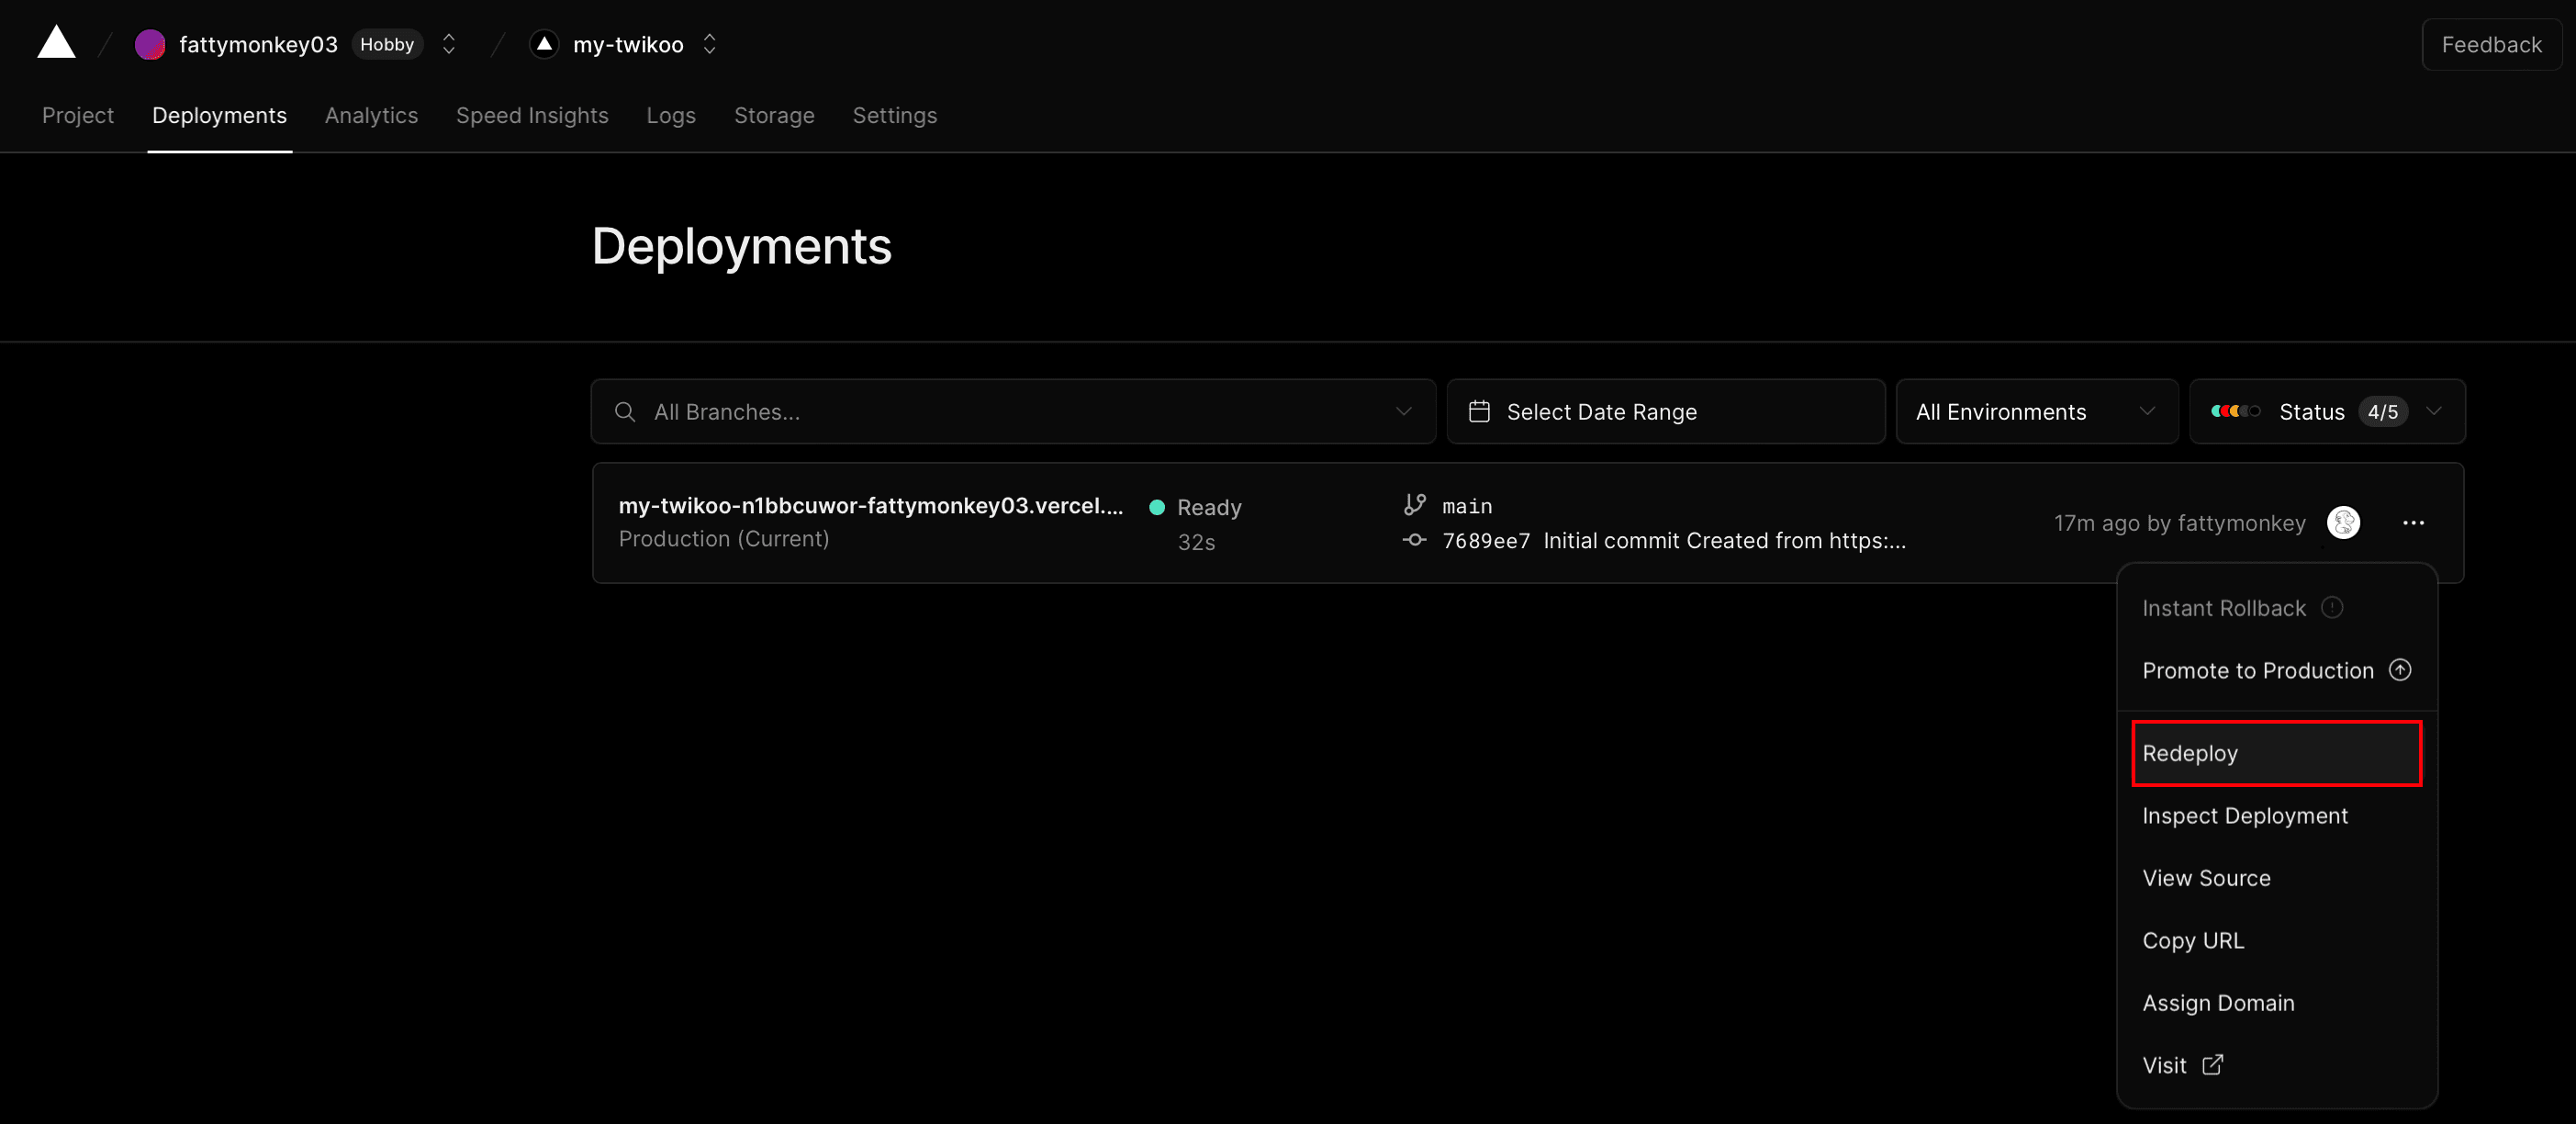 fattymonkey03 Hobby my-twikoo Feedback
Project Deployments Analytics Speed Insights Logs Storage Settings
Deployments
All Branches... Select Date Range All Environments Status 4/5
my-twikoo-n1bbcuwor-fattymonkey03.vercel.... Ready main
Production (Current) 32s 7689ee7 Initial commit Created from https:...
17m ago by fattymonkey
Instant Rollback
Promote to Production
Redeploy
Inspect Deployment
View Source
Copy URL
Assign Domain
Visit